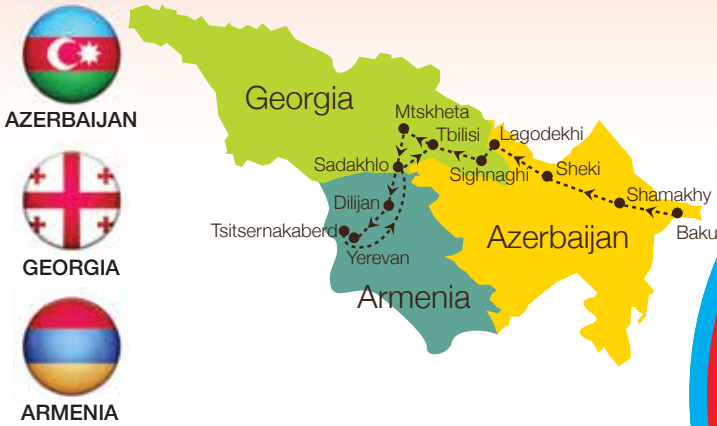 AZERBAIJAN
GEORGIA
ARMENIA
Georgia
Mtskheta
Tbilisi
Lagodekhi
Sadakhlo
Sighnaghi
Sheki
Dilijan
Shamakhy
Tsitsernakaberd
Baku
Yerevan
Azerbaijan
Armenia